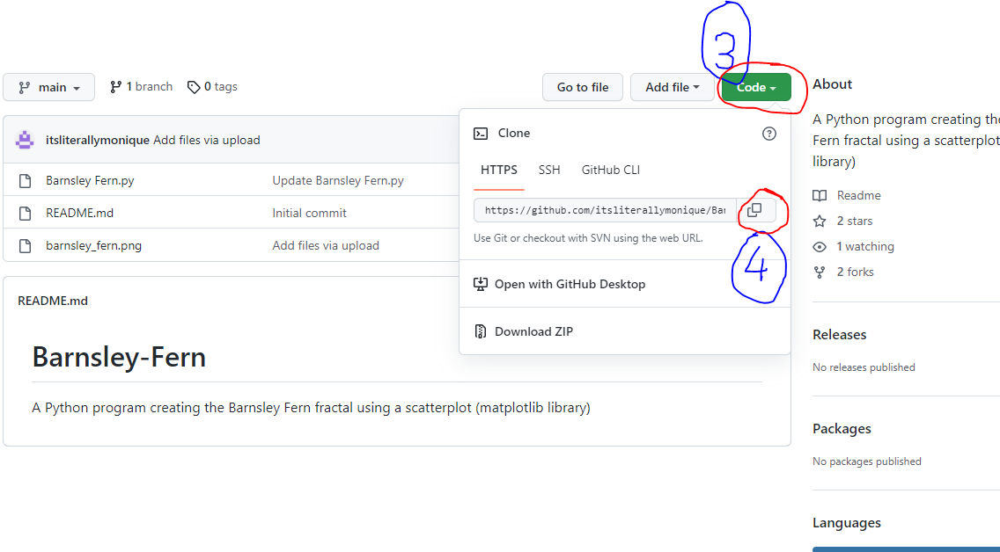 3
main
1 branch
0 tags
Go to file
Add file
Code
About
itsliterallymonique Add files via upload
Barnsley Fern.py Update Barnsley Fern.py
README.md Initial commit
barnsley_fern.png Add files via upload
Clone
HTTPS SSH GitHub CLI
https://github.com/itsliterallymonique/Bar
Use Git or checkout with SVN using the web URL.
4
Open with GitHub Desktop
Download ZIP
README.md
Barnsley-Fern
A Python program creating the Barnsley Fern fractal using a scatterplot (matplotlib library)
A Python program creating the
Fern fractal using a scatterplot
library)
Readme
2 stars
1 watching
2 forks
Releases
No releases published
Packages
No packages published
Languages